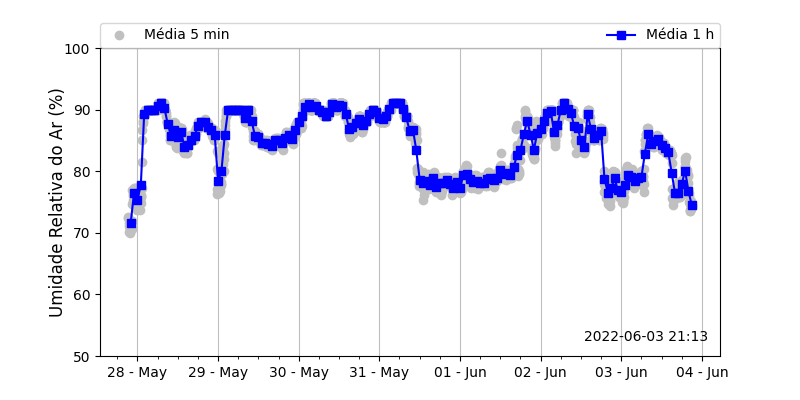 Média 5 min
Média 1 h
Umidade Relativa do Ar (%)
100
90
80
70
60
50
2022-06-03 21:13
28 - May
29 - May
30 - May
31 - May
01 - Jun
02 - Jun
03 - Jun
04 - Jun